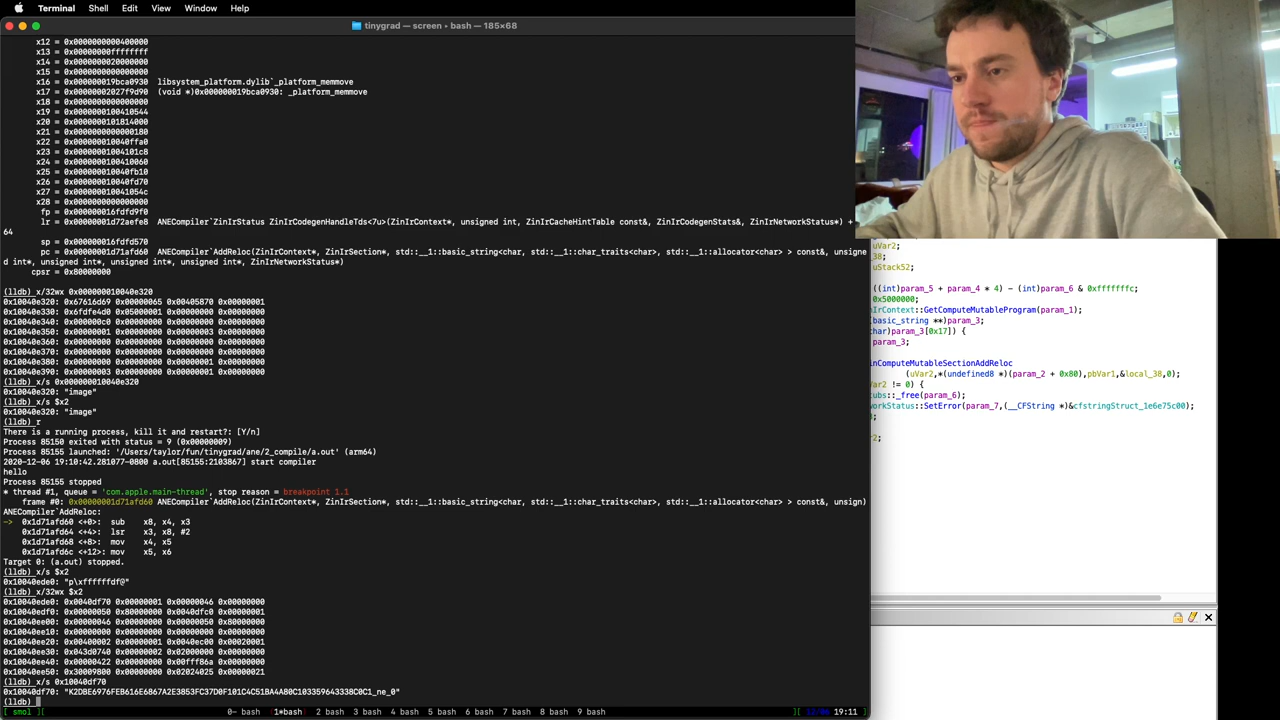 Terminal Shell Edit View Window Help
tinygrad — screen • bash — 185×68
x12 = 0x0000000000400000
x13 = 0x00000000ffffffff
x14 = 0x0000000020000000
x15 = 0x0000000000000000
x16 = 0x000000019bca0930 libsystem_platform.dylib`_platform_memmove
x17 = 0x00000002027f9d90 (void *)0x000000019bca0930: _platform_memmove
x18 = 0x0000000000000000
x19 = 0x0000000100410544
x20 = 0x0000000101814000
x21 = 0x0000000000000180
x22 = 0x000000010040ffa0
x23 = 0x00000001004101c8
x24 = 0x0000000100410060
x25 = 0x000000010040fb10
x26 = 0x000000010040fd70
x27 = 0x000000010041054c
x28 = 0x0000000000000000
fp = 0x000000016fdfd9f0
lr = 0x00000001d72aefe8 ANECompiler`ZinIrStatus ZinIrCodegenHandleTds<7u>(ZinIrContext*, unsigned int, ZinIrCacheHintTable const&, ZinIrCodegenStats&, ZinIrNetworkStatus*) +
64
sp = 0x000000016fdfd570
pc = 0x00000001d71afd60 ANECompiler`AddReloc(ZinIrContext*, ZinIrSection*, std::__1::basic_string<char, std::__1::char_traits<char>, std::__1::allocator<char> > const&, unsigne
d int*, unsigned int*, unsigned int*, ZinIrNetworkStatus*)
cpsr = 0x80000000
(lldb) x/32wx 0x000000010040e320
0x10040e320: 0x67616d69 0x00000065 0x00405870 0x00000001
0x10040e330: 0x6fdfe4d0 0x05000001 0x00000000 0x00000000
0x10040e340: 0x000000c0 0x00000000 0x00000000 0x00000000
0x10040e350: 0x00000001 0x00000000 0x00000000 0x00000000
0x10040e360: 0x00000000 0x00000000 0x00000000 0x00000000
0x10040e370: 0x00000000 0x00000000 0x00000000 0x00000000
0x10040e380: 0x00000000 0x00000000 0x00000001 0x00000000
0x10040e390: 0x00000003 0x00000000 0x00000001 0x00000000
(lldb) x/s 0x000000010040e320
0x10040e320: "image"
(lldb) x/s $x2
0x10040e320: "image"
(lldb) r
There is a running process, kill it and restart?: [Y/n]
Process 85150 exited with status = 9 (0x00000009)
Process 85155 launched: '/Users/taylor/fun/tinygrad/ane/2_compile/a.out' (arm64)
2020-12-06 19:10:42.281077-0800 a.out[85155:2103867] start compiler
hello
Process 85155 stopped
* thread #1, queue = 'com.apple.main-thread', stop reason = breakpoint 1.1
frame #0: 0x00000001d71afd60 ANECompiler`AddReloc(ZinIrContext*, ZinIrSection*, std::__1::basic_string<char, std::__1::char_traits<char>, std::__1::allocator<char> > const&, unsign)
ANECompiler`AddReloc:
-> 0x1d71afd60 <+0>: sub x8, x4, x3
0x1d71afd64 <+4>: lsr x3, x8, #2
0x1d71afd68 <+8>: mov x4, x5
0x1d71afd6c <+12>: mov x5, x6
Target 0: (a.out) stopped.
(lldb) x/s $x2
0x10040ede0: "p\xffffffdf@"
(lldb) x/32wx $x2
0x10040ede0: 0x0040df70 0x00000001 0x00000046 0x00000000
0x10040edf0: 0x00000050 0x80000000 0x0040dfc0 0x00000001
0x10040ee00: 0x00000046 0x00000000 0x00000050 0x80000000
0x10040ee10: 0x00000000 0x00000000 0x00000000 0x00000000
0x10040ee20: 0x00400002 0x00000001 0x0040ec00 0x00020001
0x10040ee30: 0x043d0740 0x00000002 0x02000000 0x00000000
0x10040ee40: 0x00000422 0x00000000 0x00fff86a 0x00000000
0x10040ee50: 0x30009800 0x00000000 0x02024025 0x00000021
(lldb) x/s 0x10040df70
0x10040df70: "K2DBE6976FEB616E6867A2E3853FC37D0F101C4C51BA4A80C103359643338C0C1_ne_0"
(lldb)
[ smol ][ 0- bash (1*bash) 2 bash 3 bash 4 bash 5 bash 6 bash 7 bash 8 bash 9 bash ][ 12/06 19:11 ]
uVar2;
_38;
uStack52;
((int)param_5 + param_4 * 4) - (int)param_6 & 0xfffffffc;
0x5000000;
nIrContext::GetComputeMutableProgram(param_1);
(basic_string **)param_3;
char)param_3[0x17]) {
param_3;
inComputeMutableSectionAddReloc
(uVar2,*(undefined8 *)(param_2 + 0x80),pbVar1,&local_38,0);
Var2 != 0) {
tubs::_free(param_6);
workStatus::SetError(param_7,(__CFString *)&cfstringStruct_1e6e75c00);
r2;